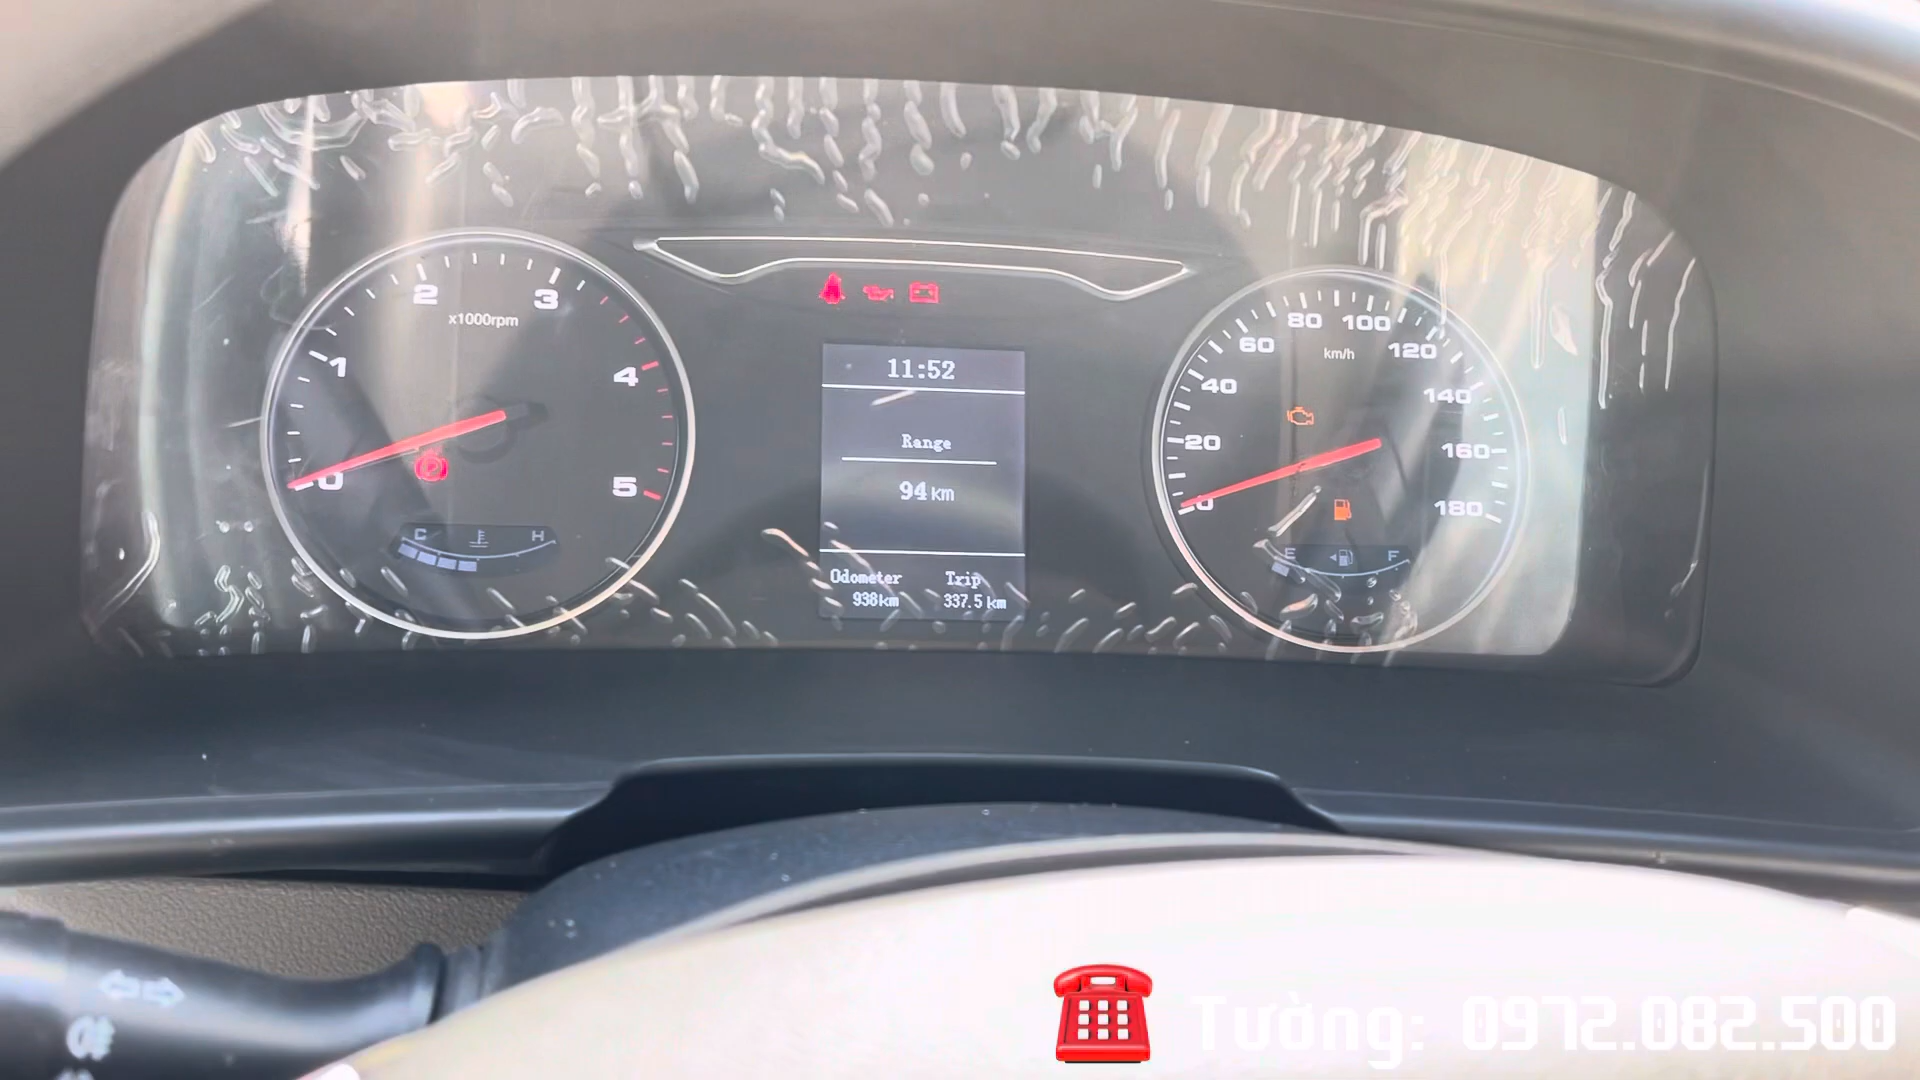 2 3
x1000rpm
1
4
0
5
C H
11:52
Range
94 km
Odometer Trip
938km 337.5 km
80 100
60 120
km/h
40 140
20 160
0 180
E F
Tường: 0972.082.500